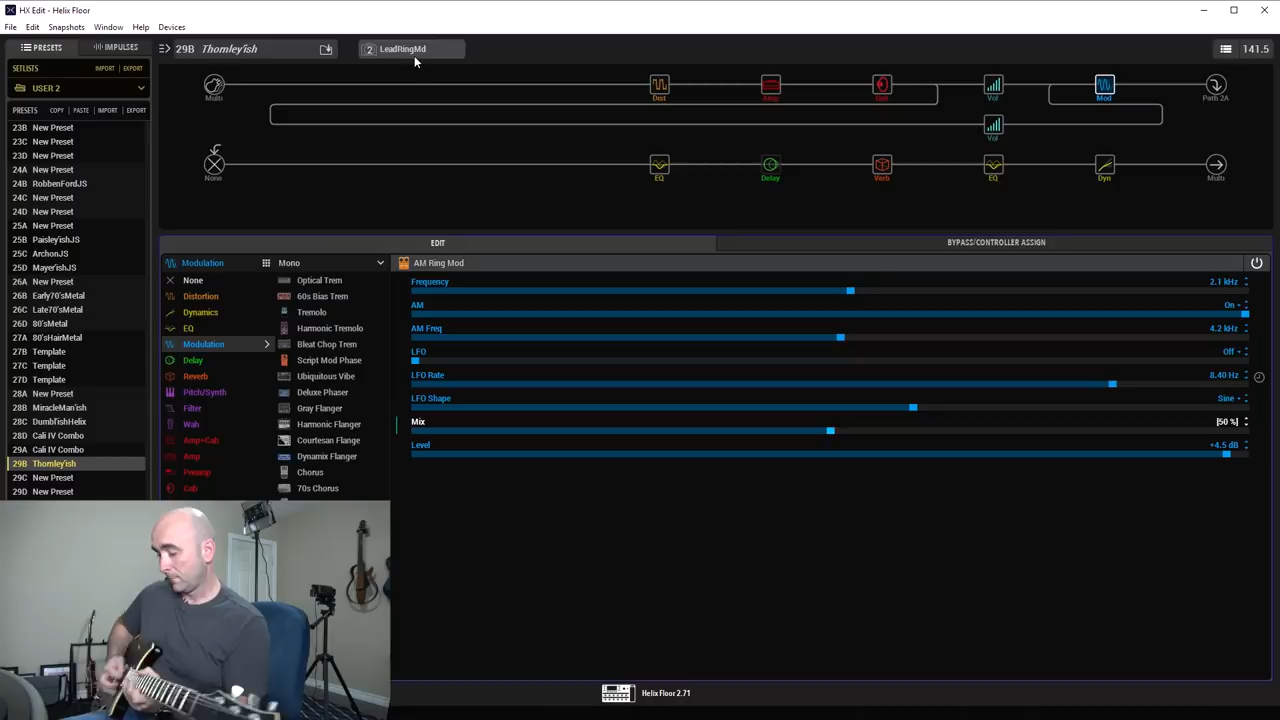 HX Edit - Helix Floor
File Edit Snapshots Window Help Devices
PRESETS IMPULSES
29B Thornley'ish
2 LeadRingMd
141.5
SETLISTS IMPORT EXPORT
USER 2
PRESETS COPY PASTE IMPORT EXPORT
23B New Preset
23C New Preset
23D New Preset
24A New Preset
24B RobbenFordJS
24C New Preset
24D New Preset
25A New Preset
25B Paisley'ishJS
25C ArchonJS
25D Mayer'ishJS
26A New Preset
26B Early70'sMetal
26C Late70'sMetal
26D 80'sMetal
27A 80'sHairMetal
27B Template
27C Template
27D Template
28A New Preset
28B MiracleMan'ish
28C Dumbl'ishHelix
28D Cali IV Combo
29A Cali IV Combo
29B Thornley'ish
29C New Preset
29D New Preset
Multi Dist Amp Cab Vol Mod Path 2A
Vol
None EQ Delay Verb EQ Dyn Multi
EDIT BYPASS/CONTROLLER ASSIGN
Modulation Mono
None
Distortion
Dynamics
EQ
Modulation
Delay
Reverb
Pitch/Synth
Filter
Wah
Amp+Cab
Amp
Preamp
Cab
Optical Trem
60s Bias Trem
Tremolo
Harmonic Tremolo
Bleat Chop Trem
Script Mod Phase
Ubiquitous Vibe
Deluxe Phaser
Gray Flanger
Harmonic Flanger
Courtesan Flange
Dynamix Flanger
Chorus
70s Chorus
AM Ring Mod
Frequency 2.1 kHz
AM On
AM Freq 4.2 kHz
LFO Off
LFO Rate 8.40 Hz
LFO Shape Sine
Mix [50 %]
Level +4.5 dB
Helix Floor 2.71